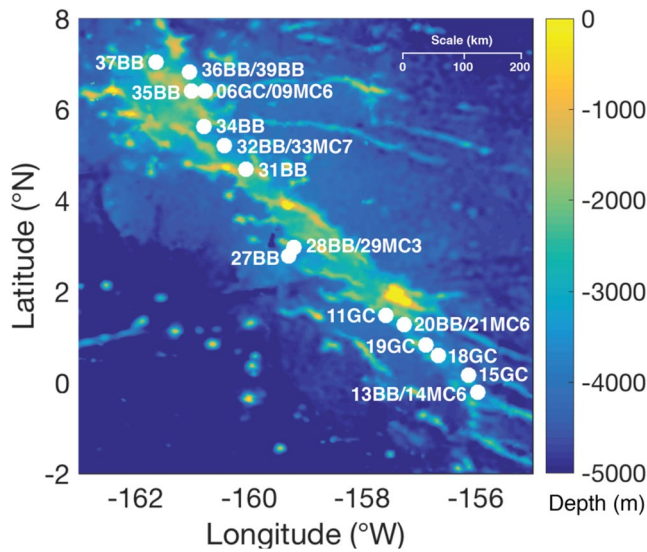 8
6
4
2
0
-2
Latitude (°N)
-162
-160
-158
-156
Longitude (°W)
Scale (km)
0 100 200
37BB
36BB/39BB
35BB
06GC/09MC6
34BB
32BB/33MC7
31BB
28BB/29MC3
27BB
11GC
20BB/21MC6
19GC
18GC
15GC
13BB/14MC6
0
-1000
-2000
-3000
-4000
-5000
Depth (m)